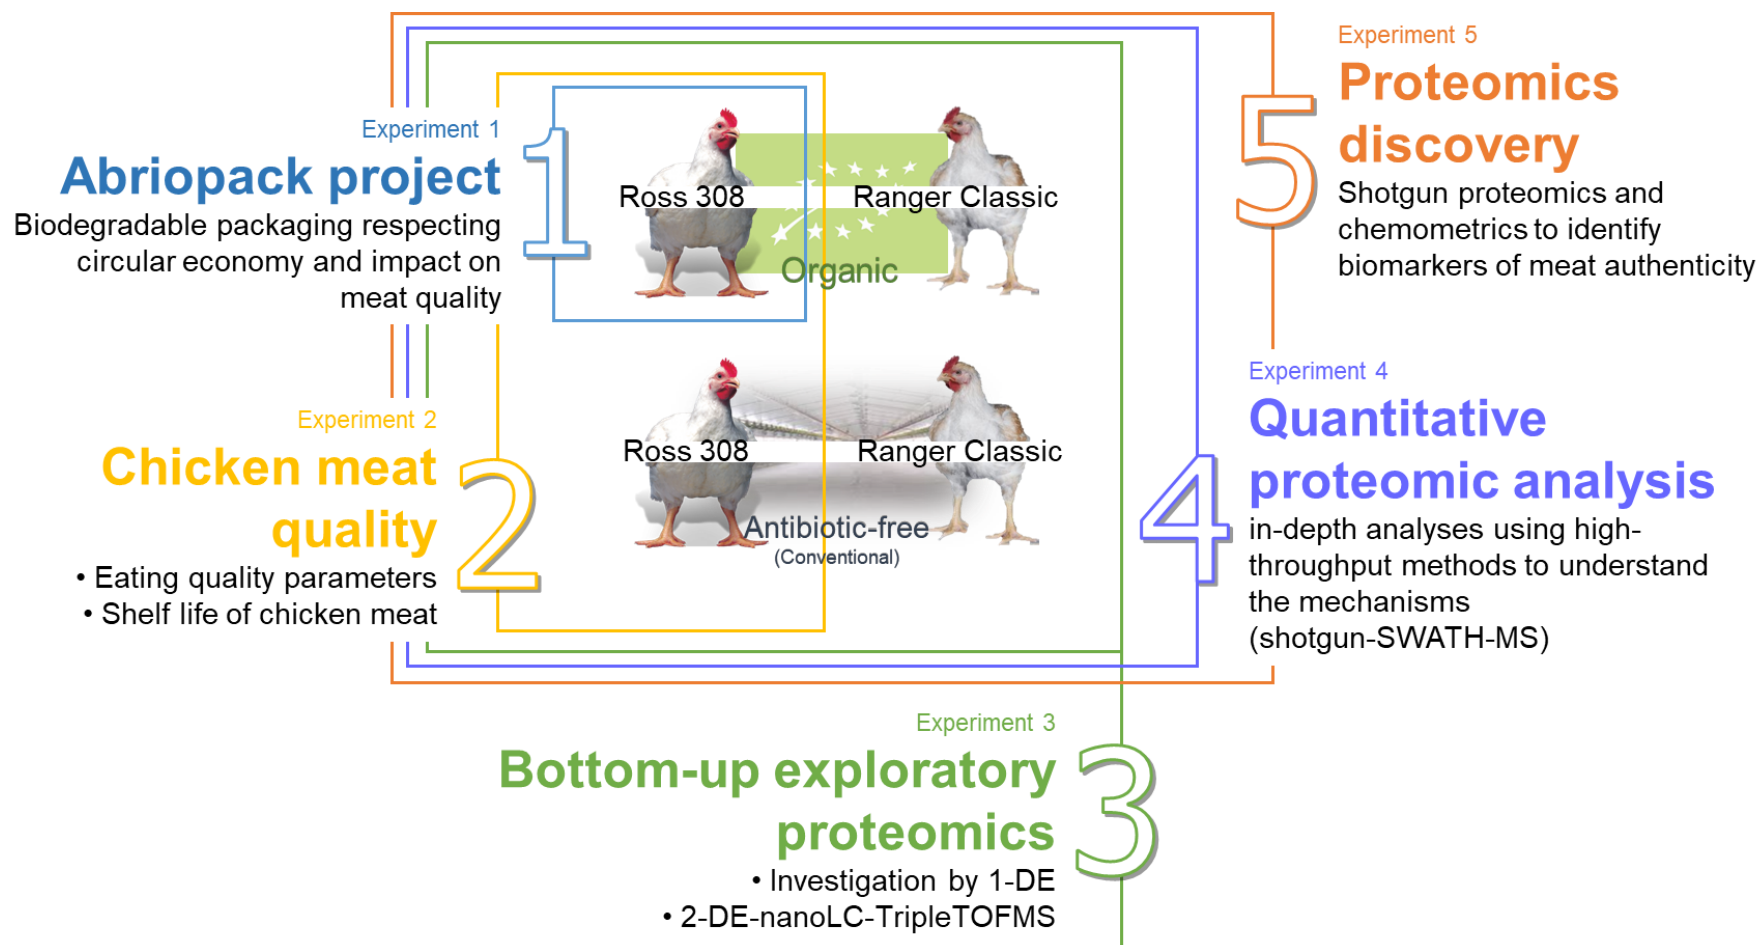 Experiment 1
Abriopack project
Biodegradable packaging respecting
circular economy and impact on
meat quality
1
Experiment 2
Chicken meat
quality
• Eating quality parameters
• Shelf life of chicken meat
2
Ross 308
Ranger Classic
Organic
Ross 308
Ranger Classic
Antibiotic-free
(Conventional)
Experiment 3
Bottom-up exploratory
proteomics
• Investigation by 1-DE
• 2-DE-nanoLC-TripleTOFMS
3
Experiment 5
Proteomics
discovery
Shotgun proteomics and
chemometrics to identify
biomarkers of meat authenticity
5
Experiment 4
Quantitative
proteomic analysis
in-depth analyses using high-
throughput methods to understand
the mechanisms
(shotgun-SWATH-MS)
4